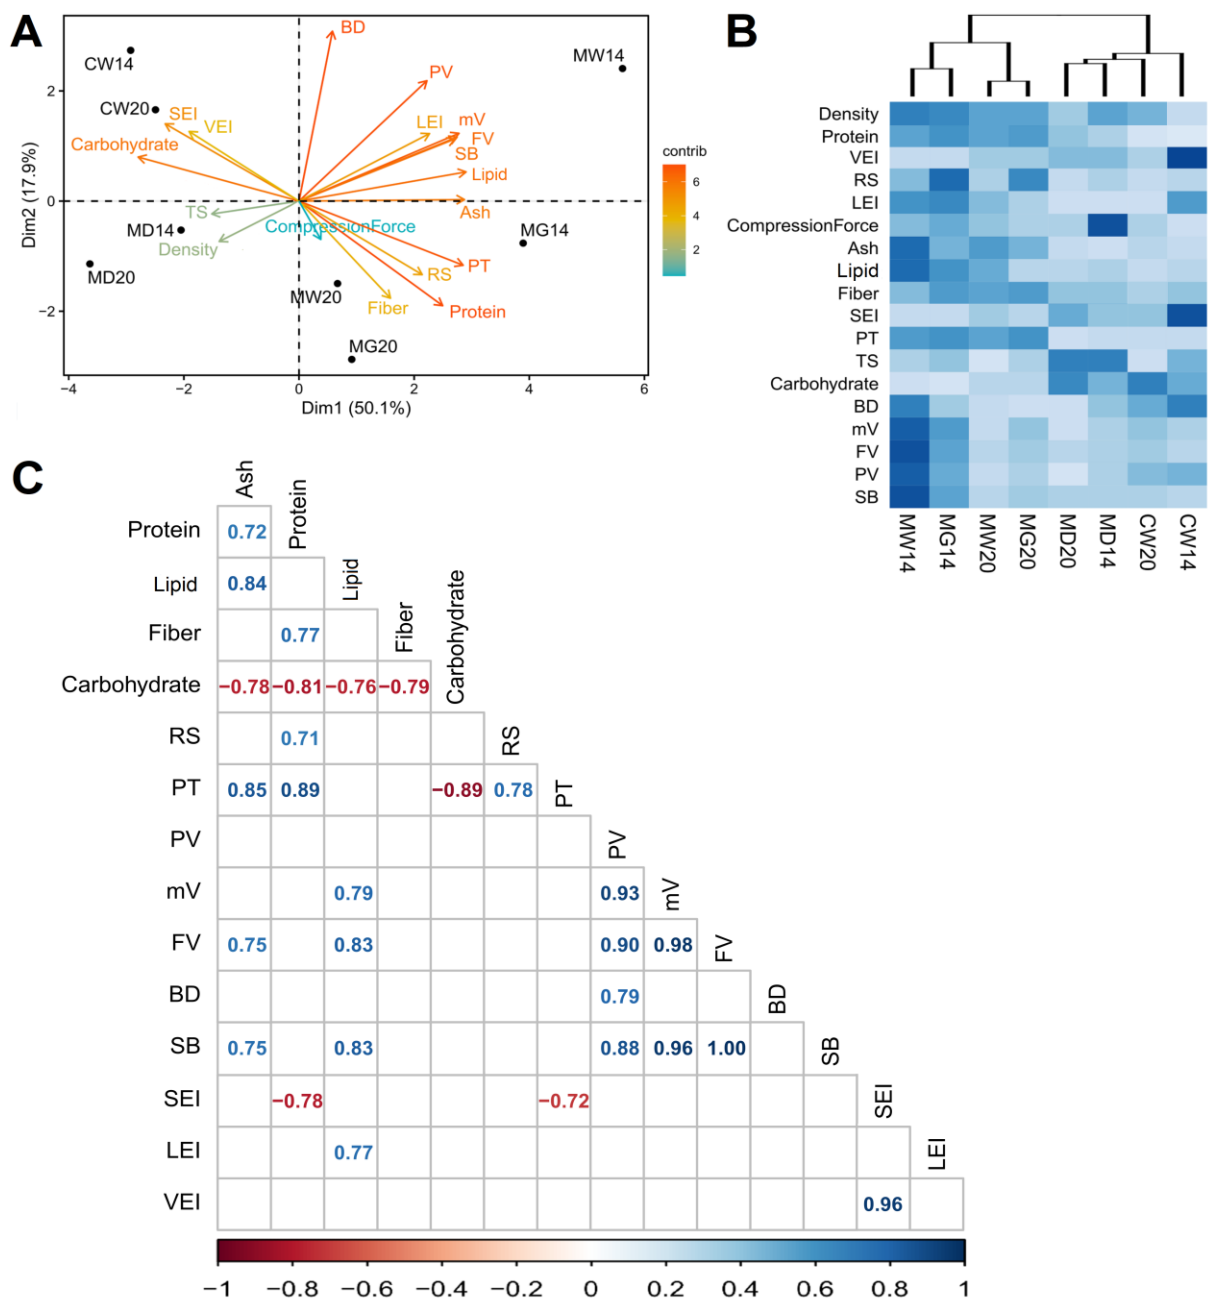 A
BD
MW14
CW14
PV
2
CW20
SEI
VEI
LEI
mV
FV
SB
Carbohydrate
Lipid
contrib
6
4
2
0
TS
Ash
CompressionForce
MD14
Density
MG14
MD20
PT
RS
MW20
Fiber
Protein
−2
MG20
−4
−2
0
2
4
6
Dim1 (50.1%)
Dim2 (17.9%)
B
Density
Protein
VEI
RS
LEI
CompressionForce
Ash
Lipid
Fiber
SEI
PT
TS
Carbohydrate
BD
mV
FV
PV
SB
MW14 MG14 MW20 MG20 MD20 MD14 CW20 CW14
C
Ash
Protein 0.72 Protein
Lipid 0.84 Lipid
Fiber 0.77 Fiber
Carbohydrate −0.78 −0.81 −0.76 −0.79 Carbohydrate
RS 0.71 RS
PT 0.85 0.89 −0.89 0.78 PT
PV PV
mV 0.79 0.93 mV
FV 0.75 0.83 0.90 0.98 FV
BD 0.79 BD
SB 0.75 0.83 0.88 0.96 1.00 SB
SEI −0.78 −0.72 SEI
LEI 0.77 LEI
VEI 0.96
−1 −0.8 −0.6 −0.4 −0.2 0 0.2 0.4 0.6 0.8 1